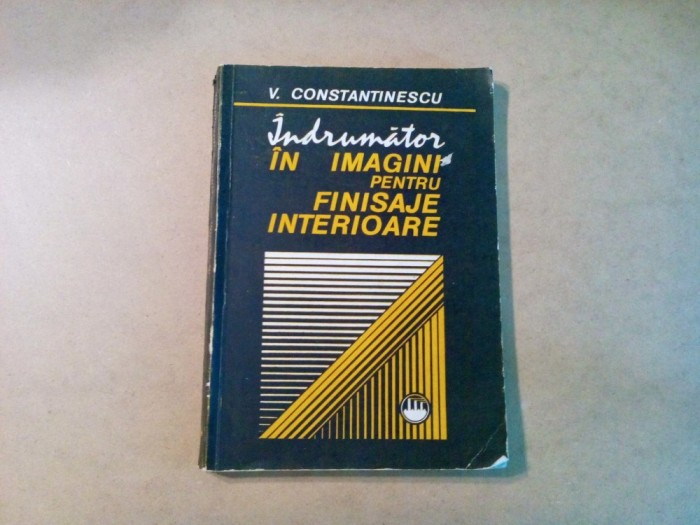 V. CONSTANTINESCU
Îndrumător
ÎN IMAGINI
PENTRU
FINISAJE
INTERIOARE